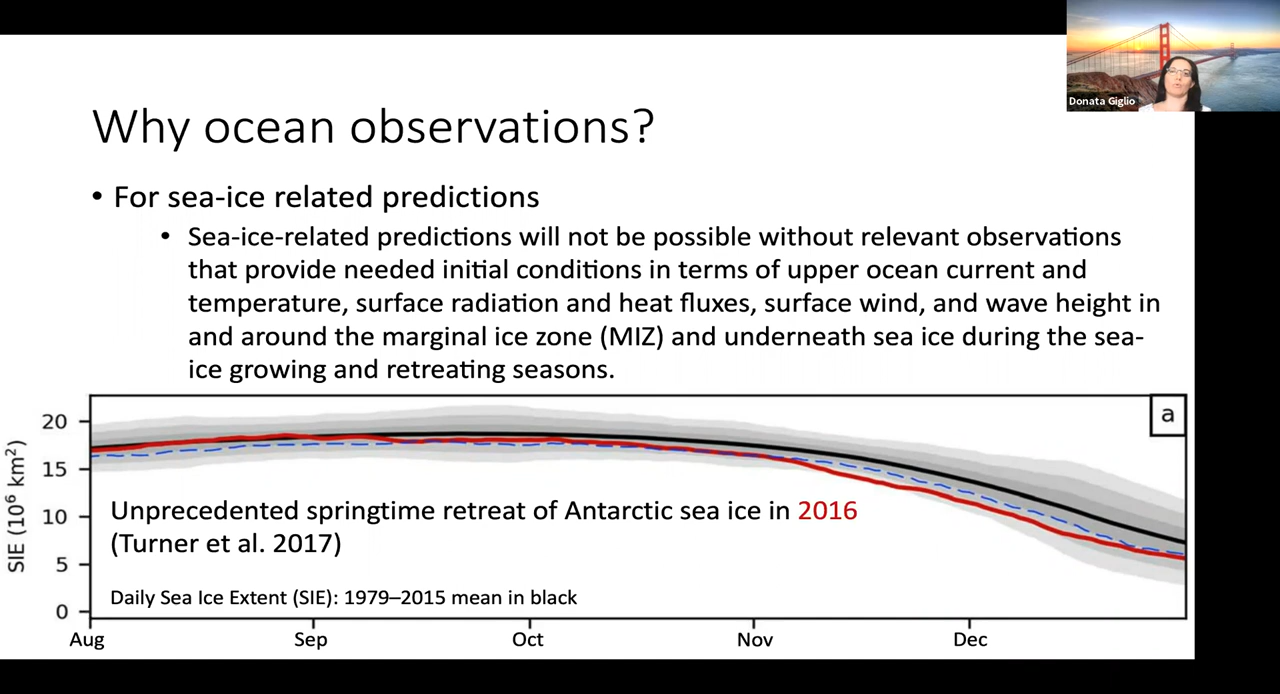 Donata Giglio
Why ocean observations?
• For sea-ice related predictions
• Sea-ice-related predictions will not be possible without relevant observations
that provide needed initial conditions in terms of upper ocean current and
temperature, surface radiation and heat fluxes, surface wind, and wave height in
and around the marginal ice zone (MIZ) and underneath sea ice during the sea-
ice growing and retreating seasons.
a
SIE (10⁶ km²)
20
15
10
5
0
Unprecedented springtime retreat of Antarctic sea ice in 2016
(Turner et al. 2017)
Daily Sea Ice Extent (SIE): 1979–2015 mean in black
Aug Sep Oct Nov Dec